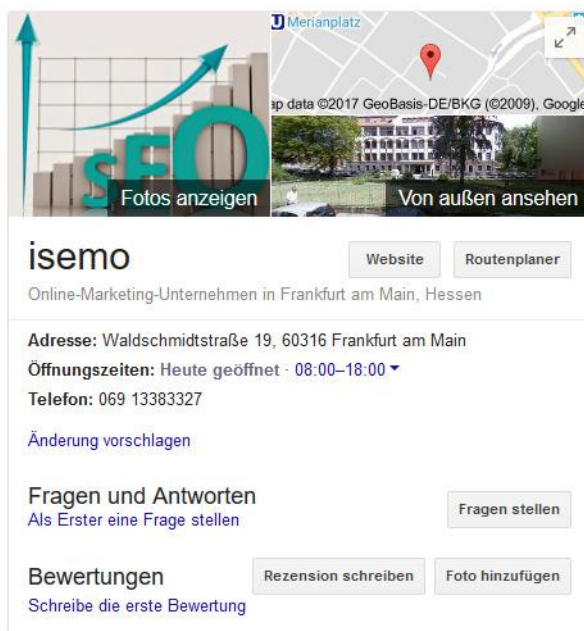 SEO
Fotos anzeigen
U Merianplatz
ap data ©2017 GeoBasis-DE/BKG (©2009), Google
Von außen ansehen
isemo
Website
Routenplaner
Online-Marketing-Unternehmen in Frankfurt am Main, Hessen
Adresse: Waldschmidtstraße 19, 60316 Frankfurt am Main
Öffnungszeiten: Heute geöffnet · 08:00–18:00
Telefon: 069 13383327
Änderung vorschlagen
Fragen und Antworten
Als Erster eine Frage stellen
Fragen stellen
Bewertungen
Rezension schreiben
Foto hinzufügen
Schreibe die erste Bewertung